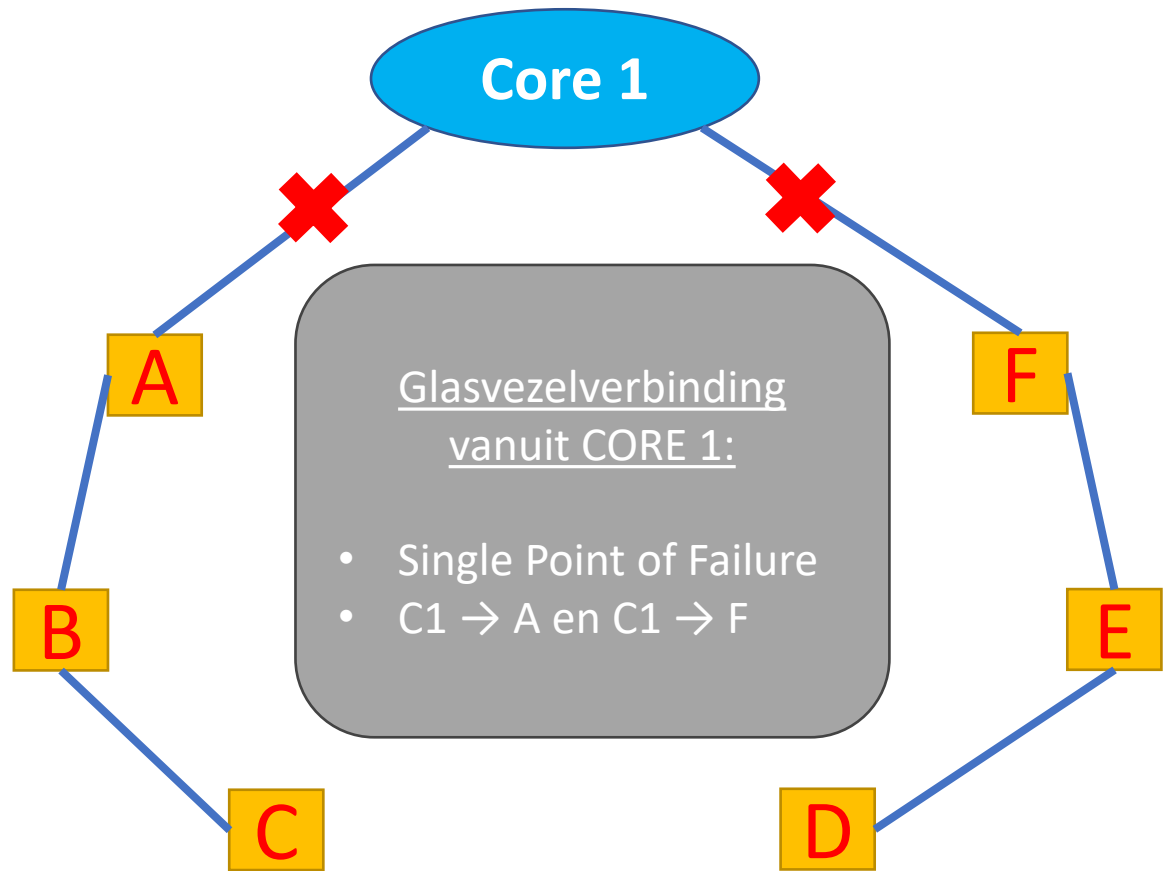 Core 1
A
F
Glasvezelverbinding
vanuit CORE 1:
• Single Point of Failure
• C1 → A en C1 → F
B
E
C
D